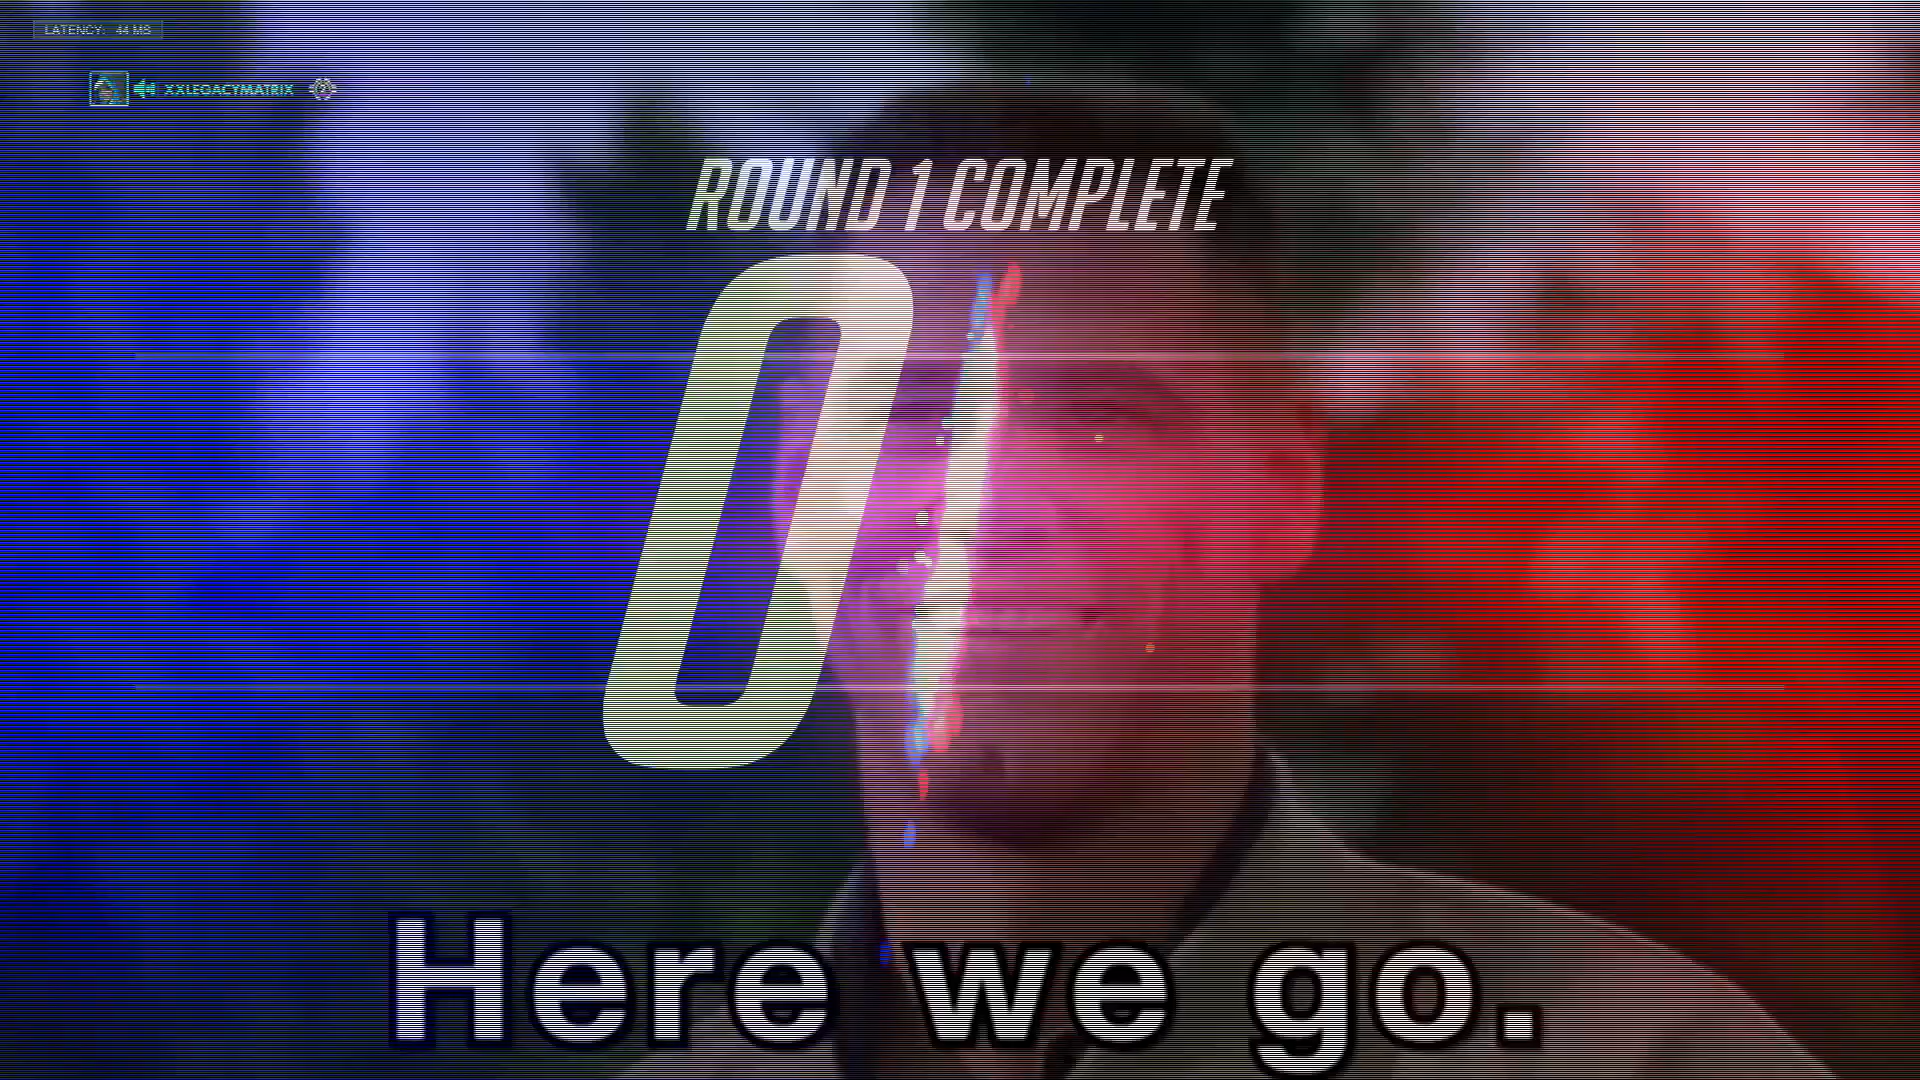 LATENCY: 44 MS
XXLEGACYMATRIX
ROUND 1 COMPLETE
0
Here we go.